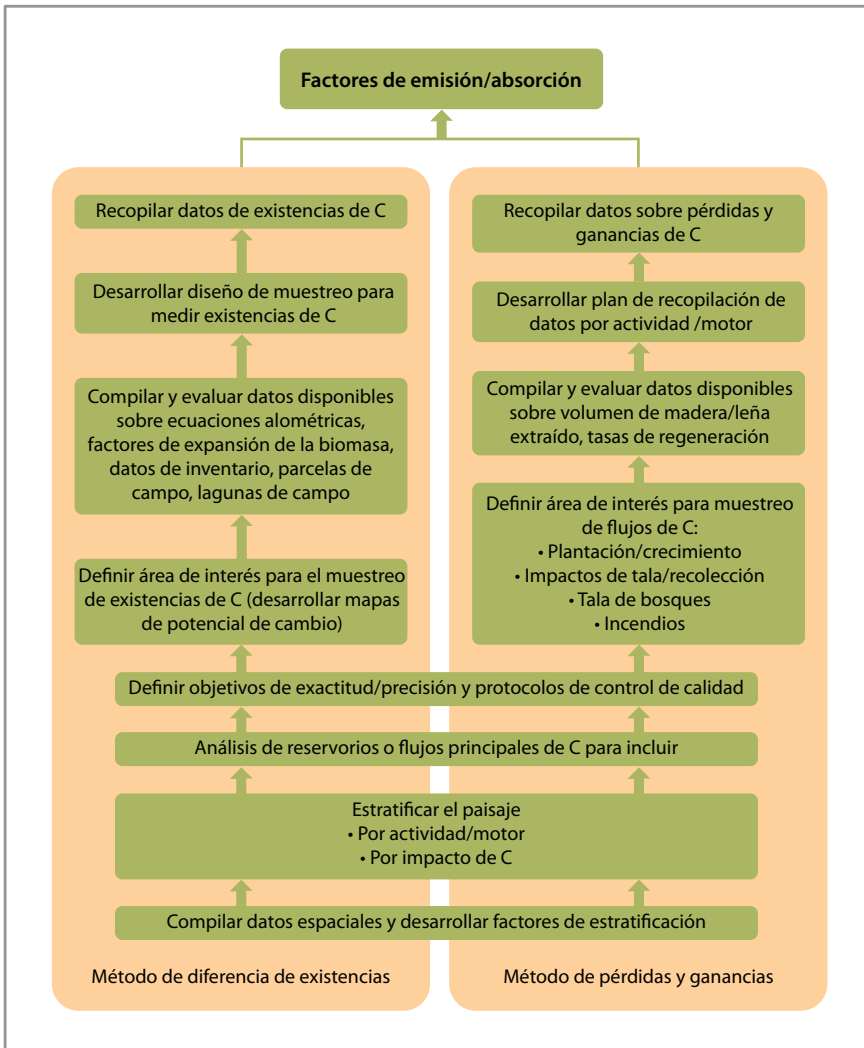 Factores de emisión/absorción
Recopilar datos de existencias de C
Desarrollar diseño de muestreo para
medir existencias de C
Compilar y evaluar datos disponibles
sobre ecuaciones alométricas,
factores de expansión de la biomasa,
datos de inventario, parcelas de
campo, lagunas de campo
Definir área de interés para el muestreo
de existencias de C (desarrollar mapas
de potencial de cambio)
Recopilar datos sobre pérdidas y
ganancias de C
Desarrollar plan de recopilación de
datos por actividad /motor
Compilar y evaluar datos disponibles
sobre volumen de madera/leña
extraído, tasas de regeneración
Definir área de interés para muestreo
de flujos de C:
• Plantación/crecimiento
• Impactos de tala/recolección
• Tala de bosques
• Incendios
Definir objetivos de exactitud/precisión y protocolos de control de calidad
Análisis de reservorios o flujos principales de C para incluir
Estratificar el paisaje
• Por actividad/motor
• Por impacto de C
Compilar datos espaciales y desarrollar factores de estratificación
Método de diferencia de existencias
Método de pérdidas y ganancias